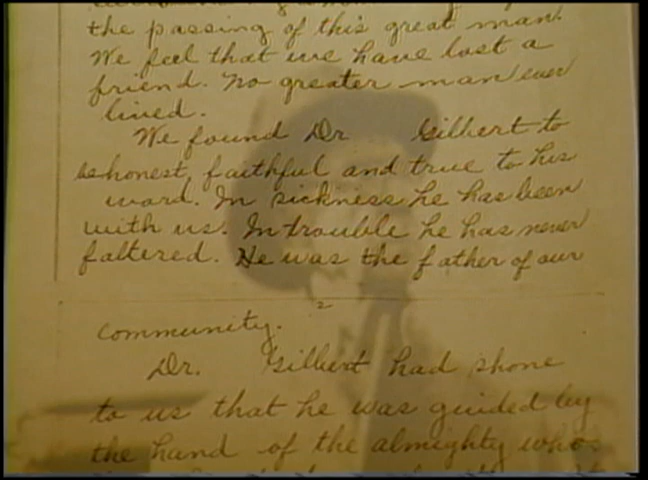 the passing of this great man.
We feel that we have lost a
friend. No greater man ever
lived.
We found Dr Gilbert to
be honest, faithful and true to his
word. In sickness he has been
with us. In trouble he has never
faltered. He was the father of our
2
community.
Dr. Gilbert had shone
to us that he was guided by
the hand of the almighty who